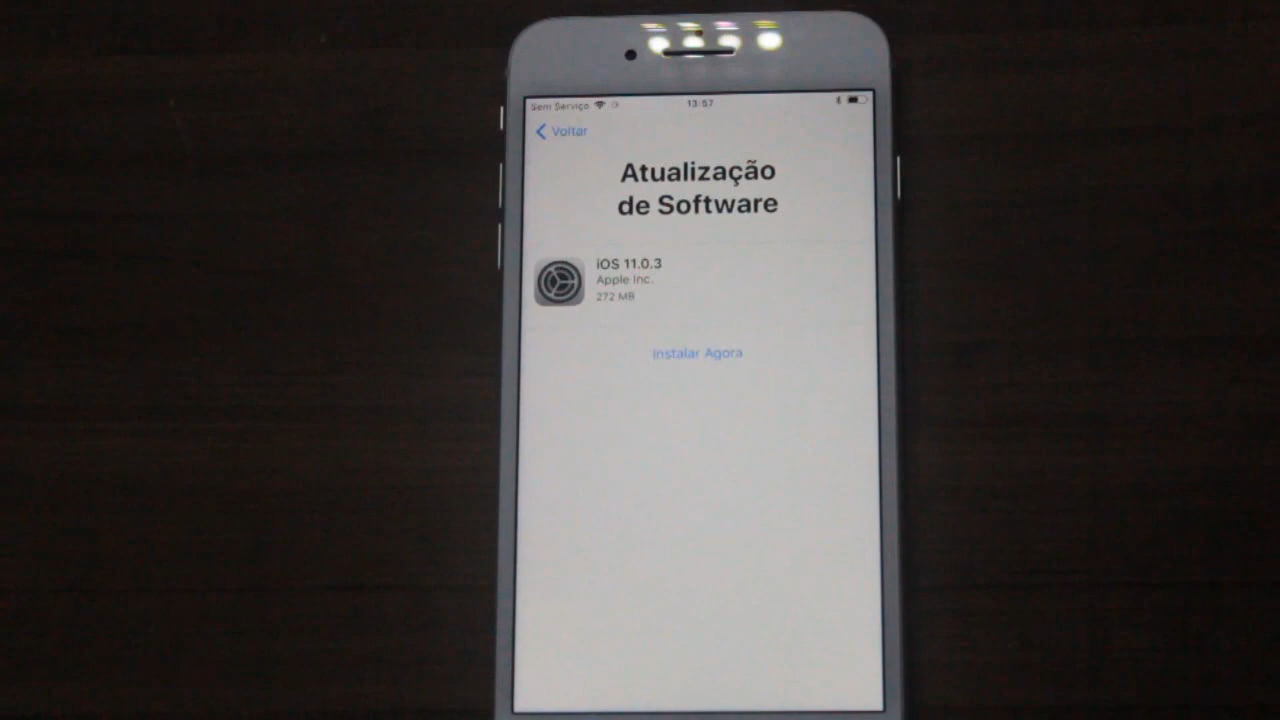 Sem Serviço
13:57
Voltar
Atualização
de Software
iOS 11.0.3
Apple Inc.
272 MB
Instalar Agora